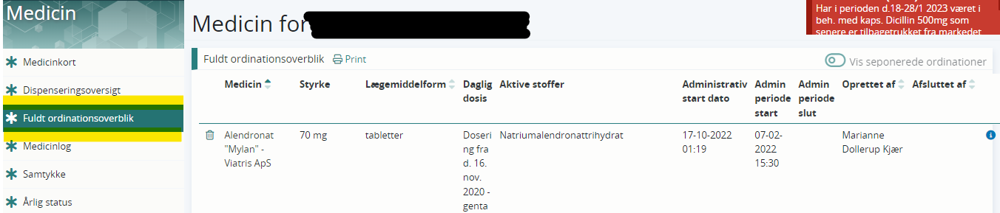 Medicin
Medicinkort
Dispenseringsoversigt
Fuldt ordinationsoverblik
Medicinlog
Samtykke
Årlig status
Medicin for
Har i perioden d.18-28/1 2023 været i
beh. med kaps. Dicillin 500mg som
senere er tilbagetrukket fra markedet
Fuldt ordinationsoverblik Print
Vis seponerede ordinationer
Medicin Styrke Lægemiddelform Daglig dosis Aktive stoffer Administrativ start dato Admin periode start Admin periode slut Oprettet af Afsluttet af
Alendronat
"Mylan" -
Viatris ApS
70 mg
tabletter
Doseri
ng fra
d. 16.
nov.
2020 -
genta
Natriumalendronattrihydrat
17-10-2022
01:19
07-02-
2022
15:30
Marianne
Dollerup Kjær